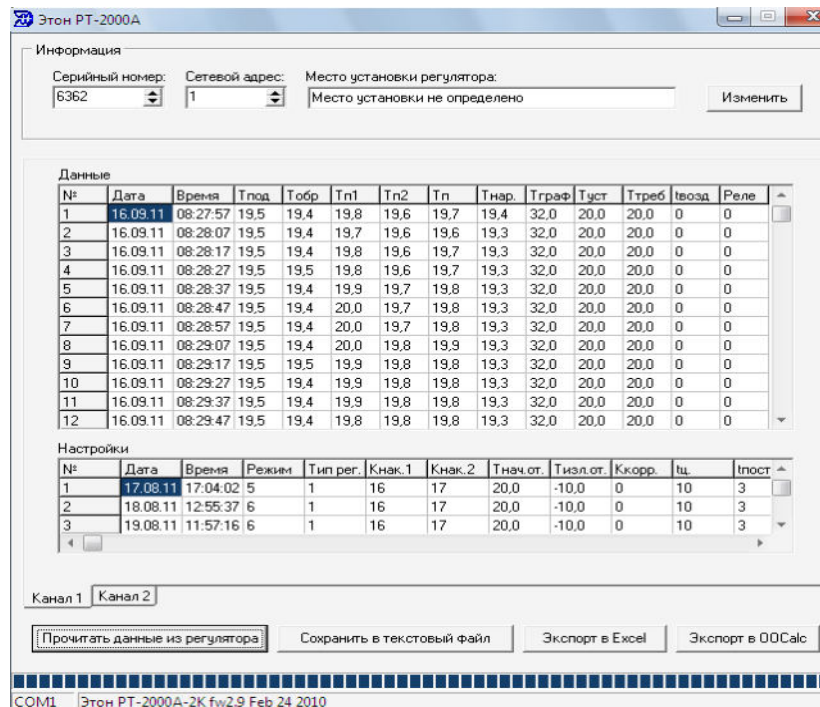 Этон РТ-2000А
Информация
Серийный номер: Сетевой адрес: Место установки регулятора:
6362 1 Место установки не определено Изменить
Данные
№ Дата Время Тпод Тобр Тп1 Тп2 Тп Тнар. Тграф Туст Ттреб tвозд Реле
1 16.09.11 08:27:57 19,5 19,4 19,8 19,6 19,7 19,4 32,0 20,0 20,0 0 0
2 16.09.11 08:28:07 19,5 19,4 19,7 19,6 19,6 19,3 32,0 20,0 20,0 0 0
3 16.09.11 08:28:17 19,5 19,4 19,8 19,6 19,7 19,3 32,0 20,0 20,0 0 0
4 16.09.11 08:28:27 19,5 19,5 19,8 19,6 19,7 19,3 32,0 20,0 20,0 0 0
5 16.09.11 08:28:37 19,5 19,4 19,9 19,7 19,8 19,3 32,0 20,0 20,0 0 0
6 16.09.11 08:28:47 19,5 19,4 20,0 19,7 19,8 19,3 32,0 20,0 20,0 0 0
7 16.09.11 08:28:57 19,5 19,4 20,0 19,7 19,8 19,3 32,0 20,0 20,0 0 0
8 16.09.11 08:29:07 19,5 19,4 20,0 19,8 19,9 19,3 32,0 20,0 20,0 0 0
9 16.09.11 08:29:17 19,5 19,5 19,9 19,8 19,8 19,3 32,0 20,0 20,0 0 0
10 16.09.11 08:29:27 19,5 19,4 19,9 19,8 19,8 19,3 32,0 20,0 20,0 0 0
11 16.09.11 08:29:37 19,5 19,4 19,9 19,8 19,8 19,3 32,0 20,0 20,0 0 0
12 16.09.11 08:29:47 19,5 19,4 19,8 19,8 19,8 19,3 32,0 20,0 20,0 0 0
Настройки
№ Дата Время Режим Тип рег. Кнак.1 Кнак.2 Тнач.от. Тизл.от. Ккорр. tц. tпост
1 17.08.11 17:04:02 5 1 16 17 20,0 -10,0 0 10 3
2 18.08.11 12:55:37 6 1 16 17 20,0 -10,0 0 10 3
3 19.08.11 11:57:16 6 1 16 17 20,0 -10,0 0 10 3
Канал 1 Канал 2
Прочитать данные из регулятора Сохранить в текстовый файл Экспорт в Excel Экспорт в OOCalc
COM1 Этон РТ-2000А-2К fw2.9 Feb 24 2010